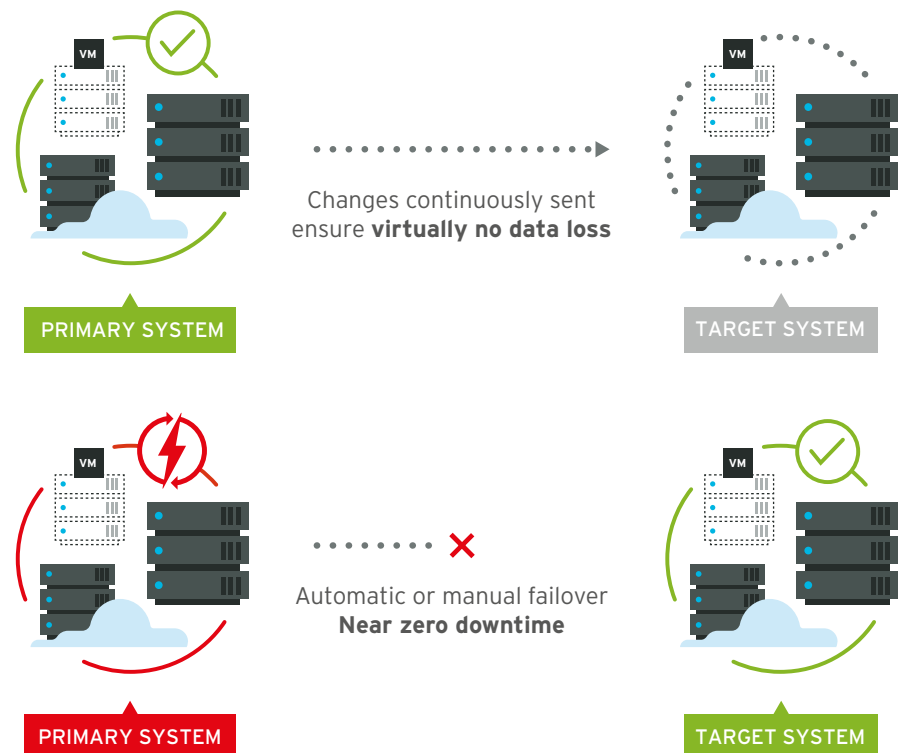 VM
VM
Changes continuously sent
ensure virtually no data loss
PRIMARY SYSTEM
TARGET SYSTEM
VM
VM
Automatic or manual failover
Near zero downtime
PRIMARY SYSTEM
TARGET SYSTEM